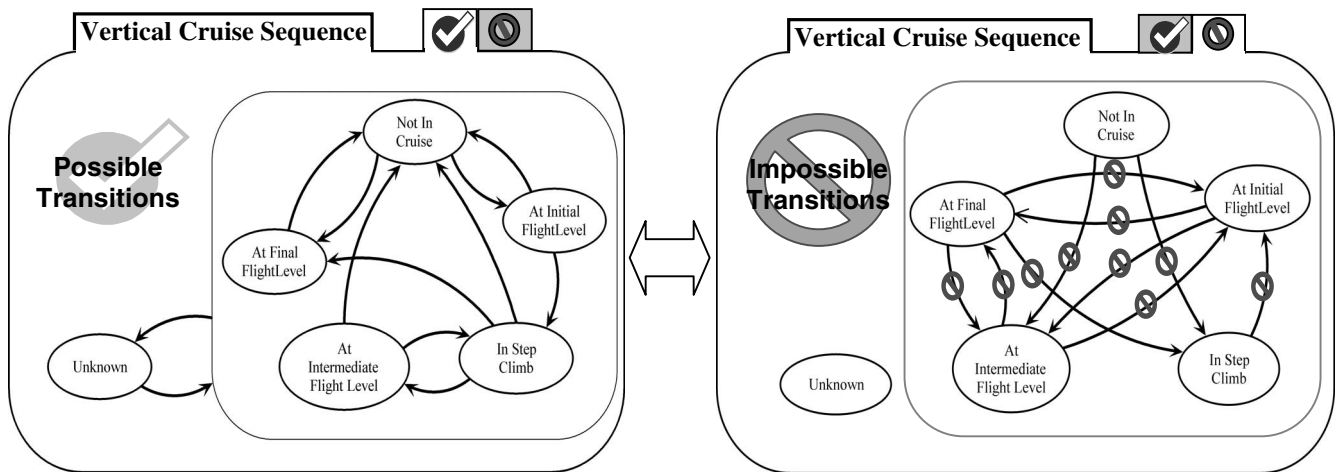 Vertical Cruise Sequence
Possible
Transitions
Not In
Cruise
At Initial
FlightLevel
At Final
FlightLevel
Unknown
At
Intermediate
Flight Level
In Step
Climb
Vertical Cruise Sequence
Impossible
Transitions
Not In
Cruise
At Final
FlightLevel
At Initial
FlightLevel
Unknown
At
Intermediate
Flight Level
In Step
Climb